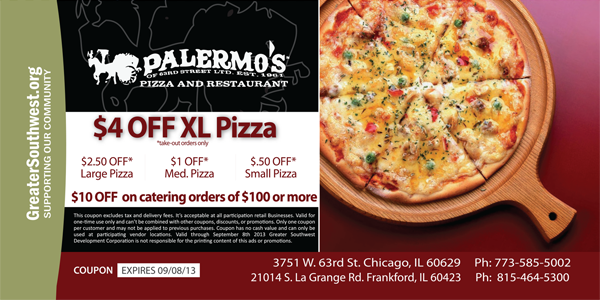 GreaterSouthwest.org
SUPPORTING OUR COMMUNITY
PALERMO'S
OF 63RD STREET LTD. EST. 1961
PIZZA AND RESTAURANT
$4 OFF XL Pizza
*take-out orders only
$2.50 OFF* $1 OFF* $.50 OFF*
Large Pizza Med. Pizza Small Pizza
$10 OFF on catering orders of $100 or more
This coupon excludes tax and delivery fees. It's acceptable at all participation retail Businesses. Valid for
one-time use only and can't be combined with other coupons, discounts, or promotions. Only one coupon
per customer and may not be applied to previous purchases. Coupon has no cash value and can only be
used at participating vendor locations. Valid through September 8th 2013 Greater Southwest
Development Corporation is not responsible for the printing content of this ads or promotions.
COUPON EXPIRES 09/08/13
3751 W. 63rd St. Chicago, IL 60629 Ph: 773-585-5002
21014 S. La Grange Rd. Frankford, IL 60423 Ph: 815-464-5300